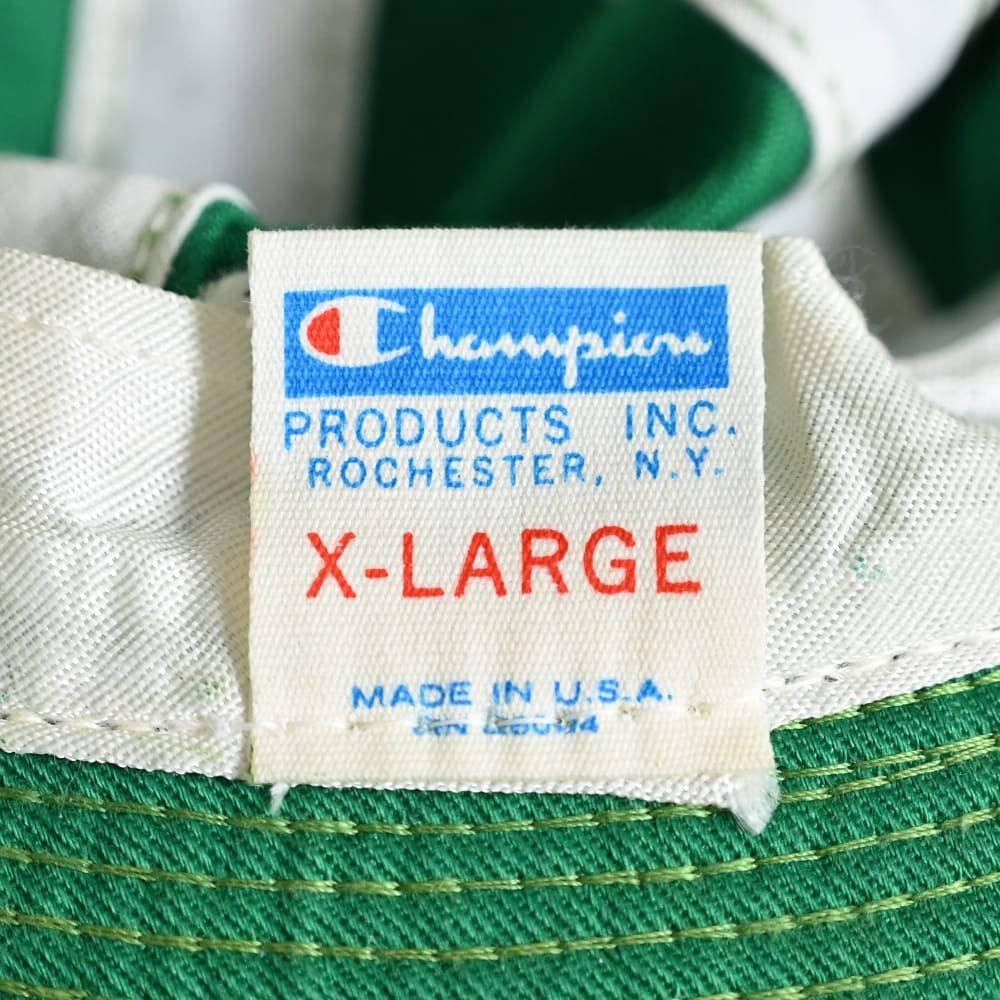 Champion
PRODUCTS INC.
ROCHESTER, N.Y.
X-LARGE
MADE IN U.S.A.